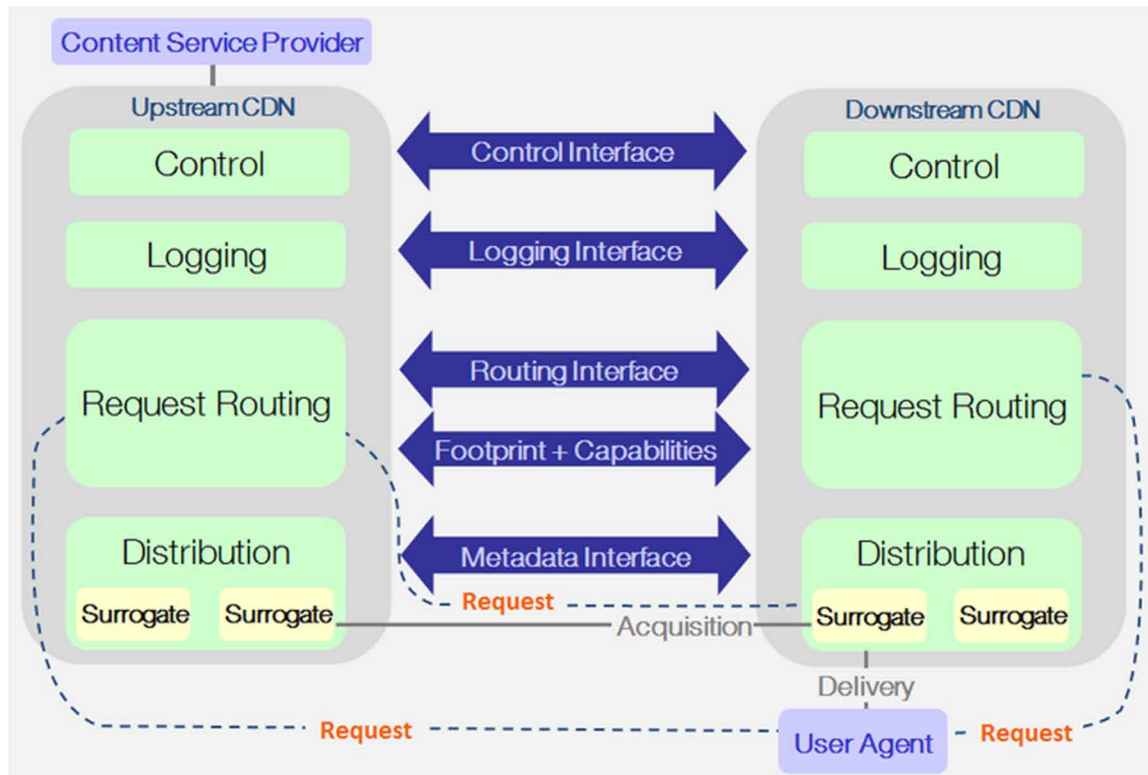 Content Service Provider
Upstream CDN
Control
Logging
Request Routing
Distribution
Surrogate
Surrogate
Control Interface
Logging Interface
Routing Interface
Footprint + Capabilities
Metadata Interface
Request
Acquisition
Downstream CDN
Control
Logging
Request Routing
Distribution
Surrogate
Surrogate
Delivery
Request
User Agent
Request